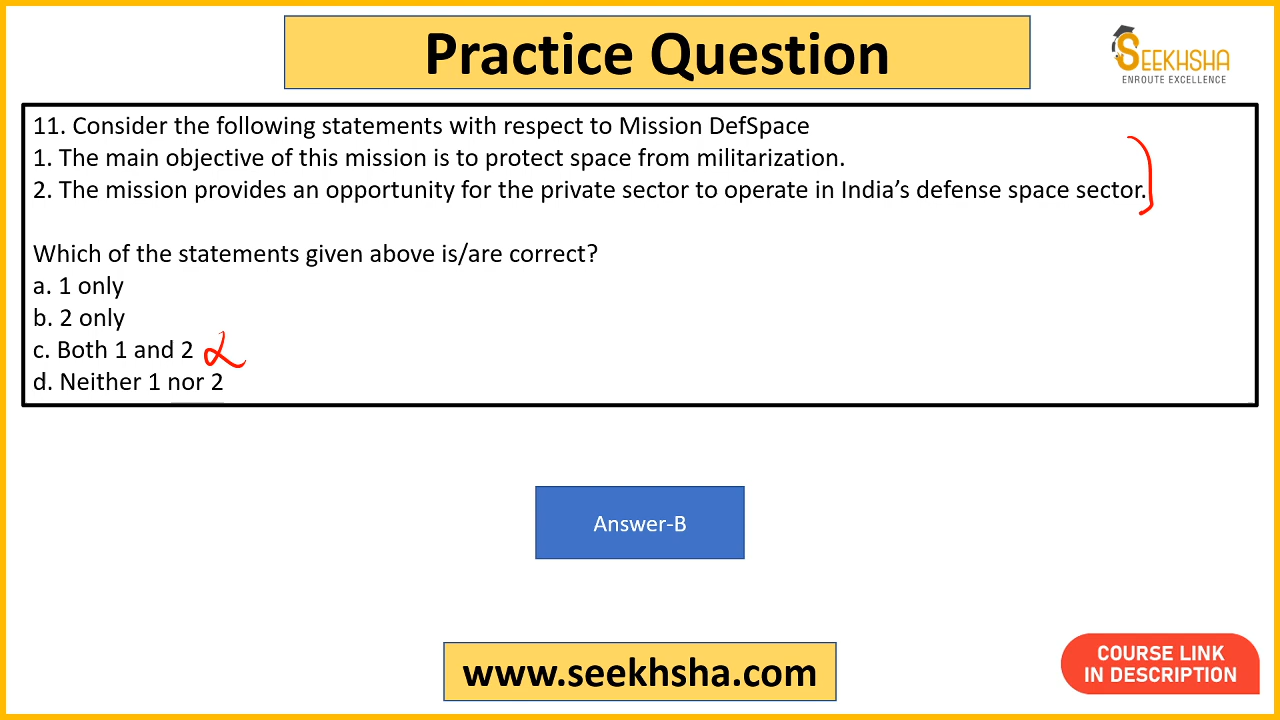 Practice Question
SEEKHSHA
ENROUTE EXCELLENCE
11. Consider the following statements with respect to Mission DefSpace
1. The main objective of this mission is to protect space from militarization.
2. The mission provides an opportunity for the private sector to operate in India’s defense space sector.
Which of the statements given above is/are correct?
a. 1 only
b. 2 only
c. Both 1 and 2
d. Neither 1 nor 2
Answer-B
www.seekhsha.com
COURSE LINK
IN DESCRIPTION